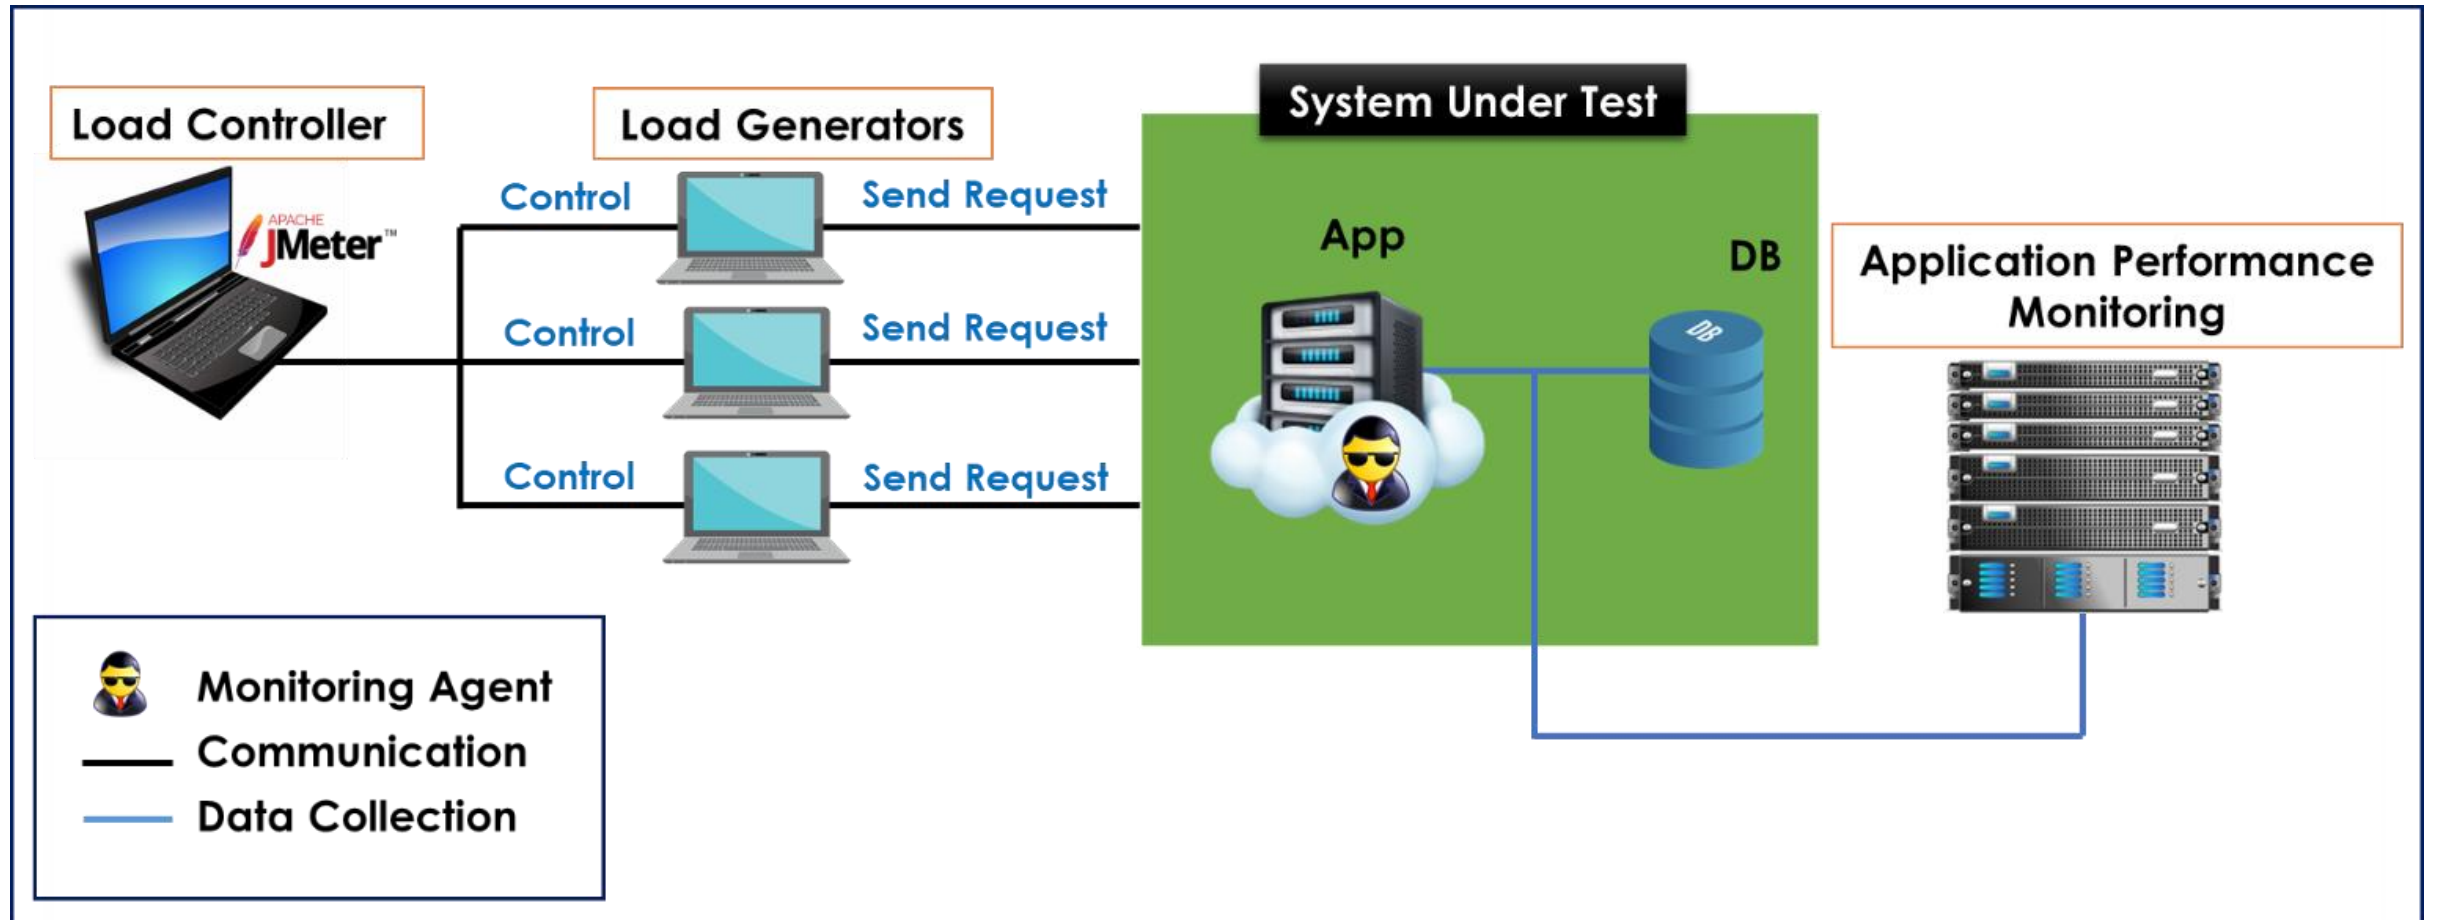 System Under Test
Load Controller
Load Generators
Control
Send Request
APACHE
JMeter™
App
DB
Application Performance
Monitoring
Control
Send Request
DB
Control
Send Request
Monitoring Agent
Communication
Data Collection